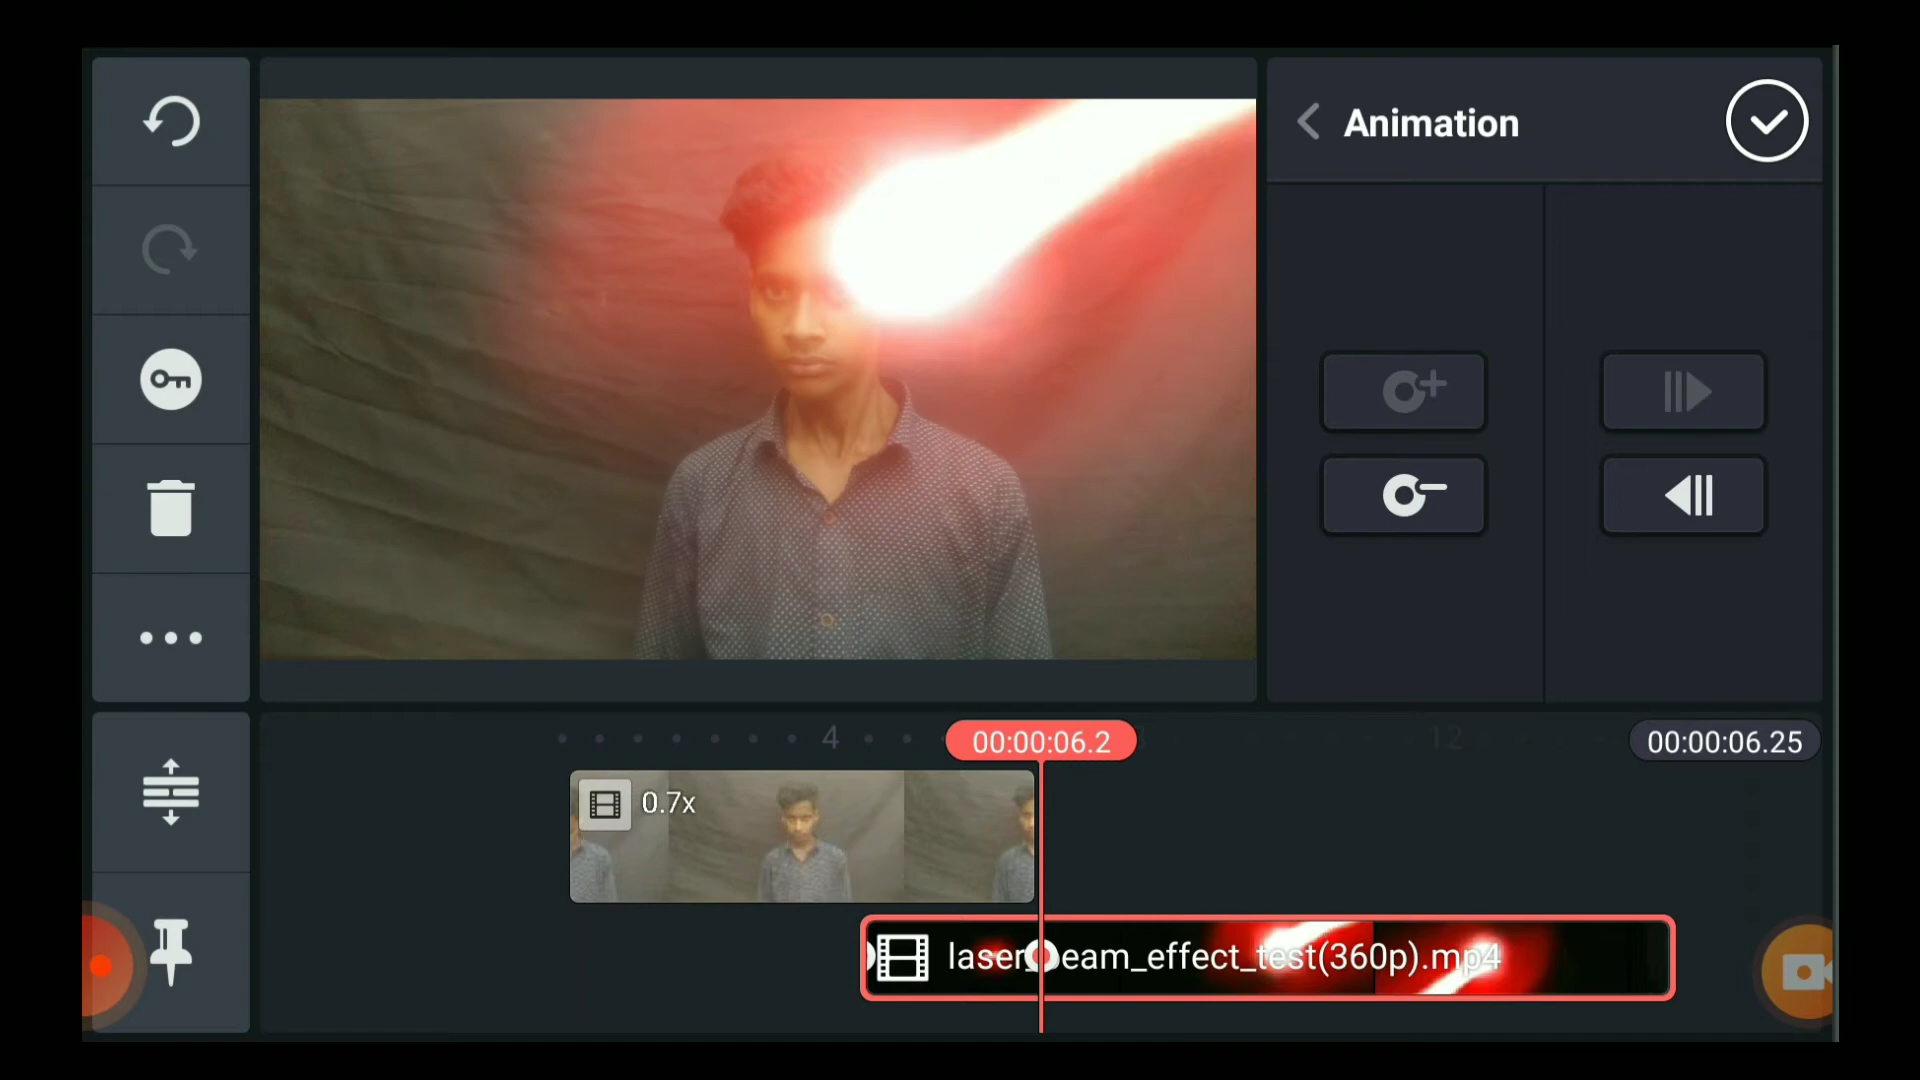 Animation
4
00:00:06.2
12
00:00:06.25
0.7x
laser_beam_effect_test(360p).mp4